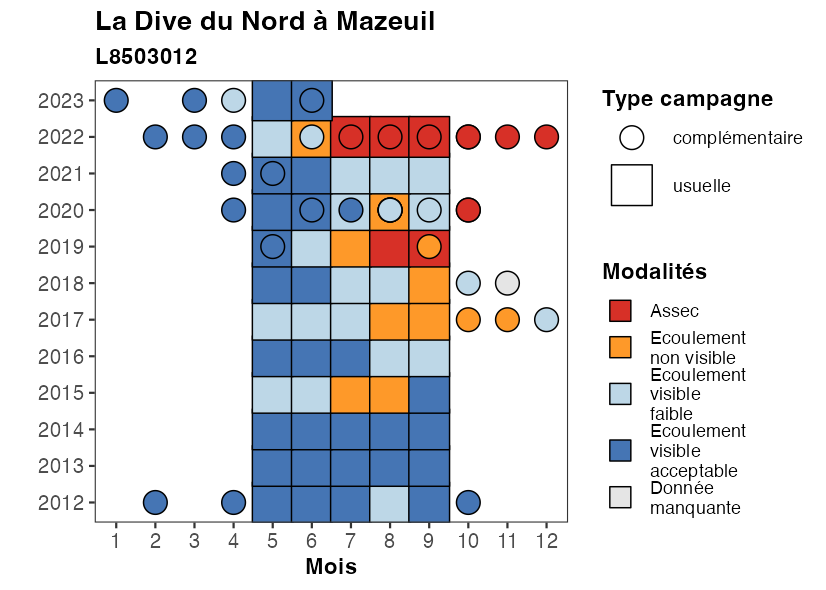 La Dive du Nord à Mazeuil
L8503012
2023
2022
2021
2020
2019
2018
2017
2016
2015
2014
2013
2012
1 2 3 4 5 6 7 8 9 10 11 12
Mois
Type campagne
complémentaire
usuelle
Modalités
Assec
Ecoulement
non visible
Ecoulement
visible
faible
Ecoulement
visible
acceptable
Donnée
manquante